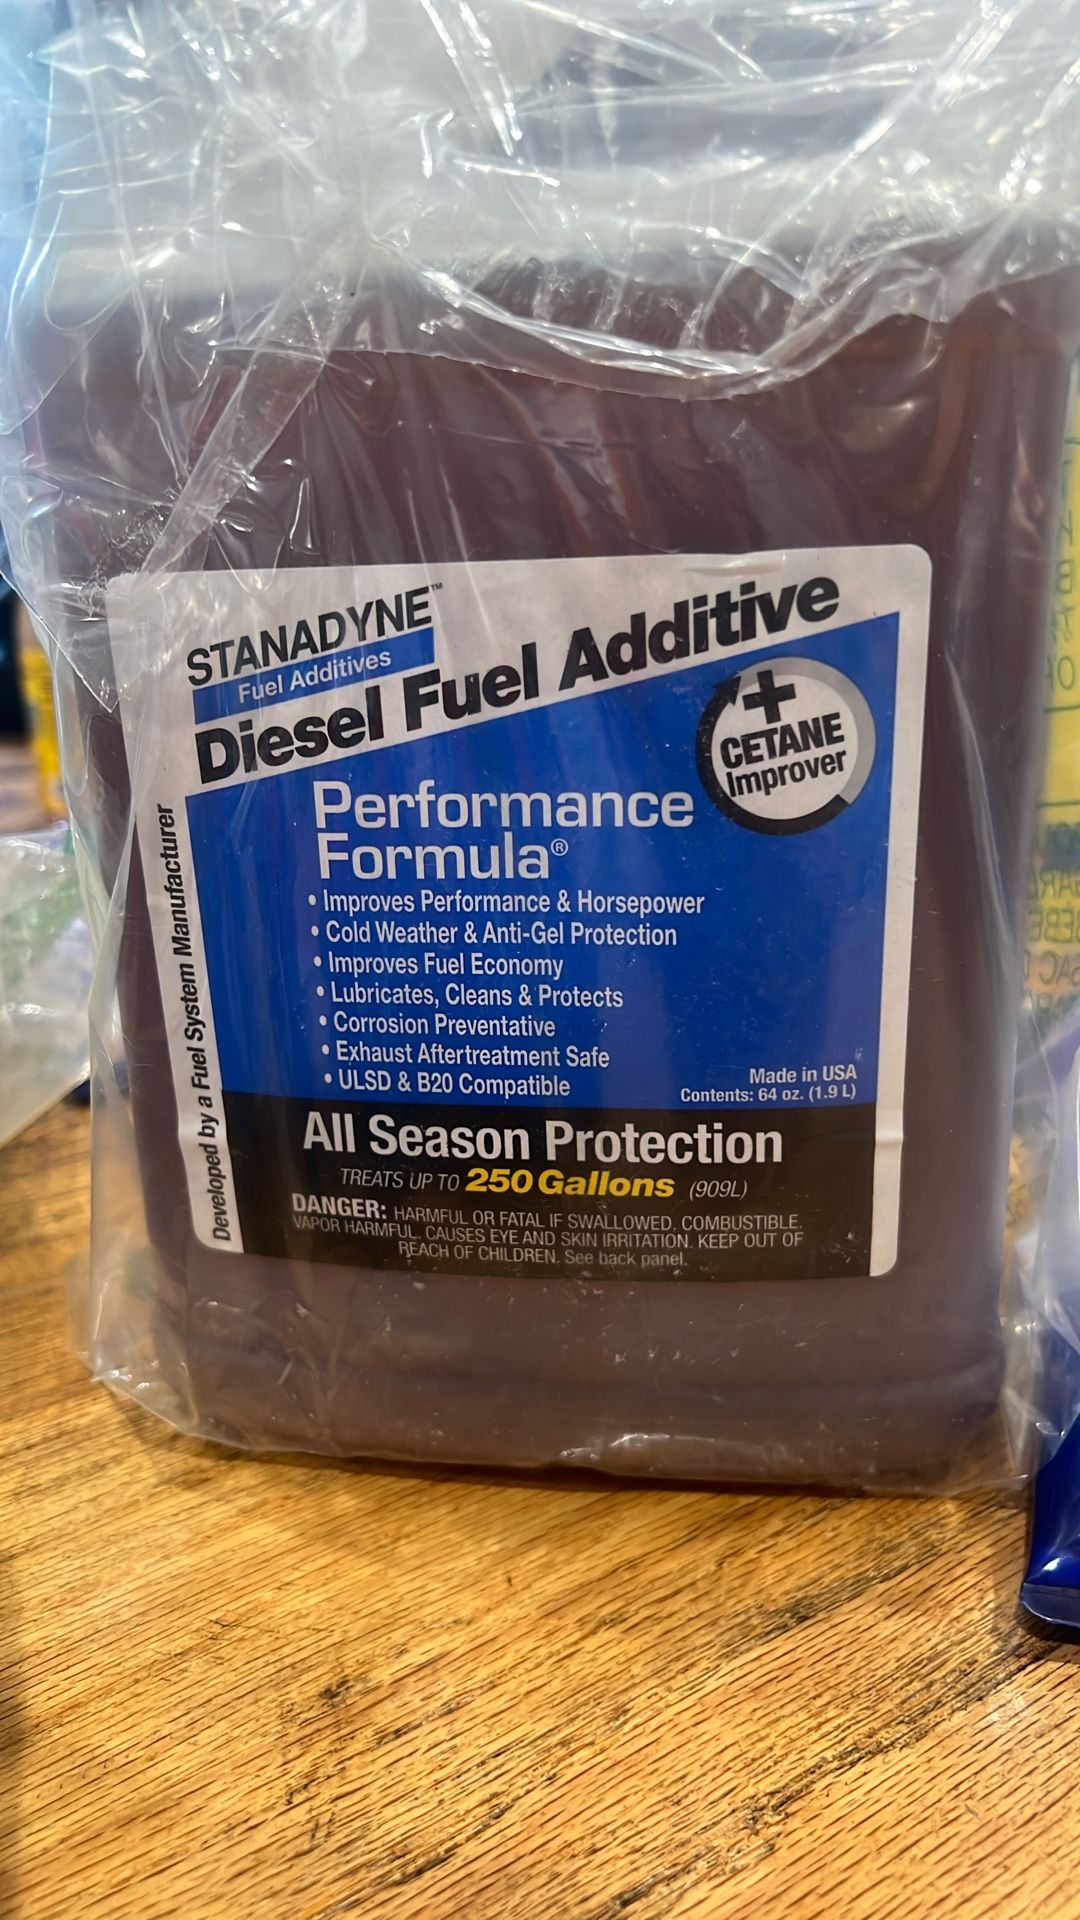 STANADYNE™
Fuel Additives
Diesel Fuel Additive
+
CETANE
Improver
Performance
Formula®
• Improves Performance & Horsepower
• Cold Weather & Anti-Gel Protection
• Improves Fuel Economy
• Lubricates, Cleans & Protects
• Corrosion Preventative
• Exhaust Aftertreatment Safe
• ULSD & B20 Compatible
Made in USA
Contents: 64 oz. (1.9 L)
Developed by a Fuel System Manufacturer
All Season Protection
TREATS UP TO 250 Gallons (909L)
DANGER: HARMFUL OR FATAL IF SWALLOWED. COMBUSTIBLE.
VAPOR HARMFUL. CAUSES EYE AND SKIN IRRITATION. KEEP OUT OF
REACH OF CHILDREN. See back panel.